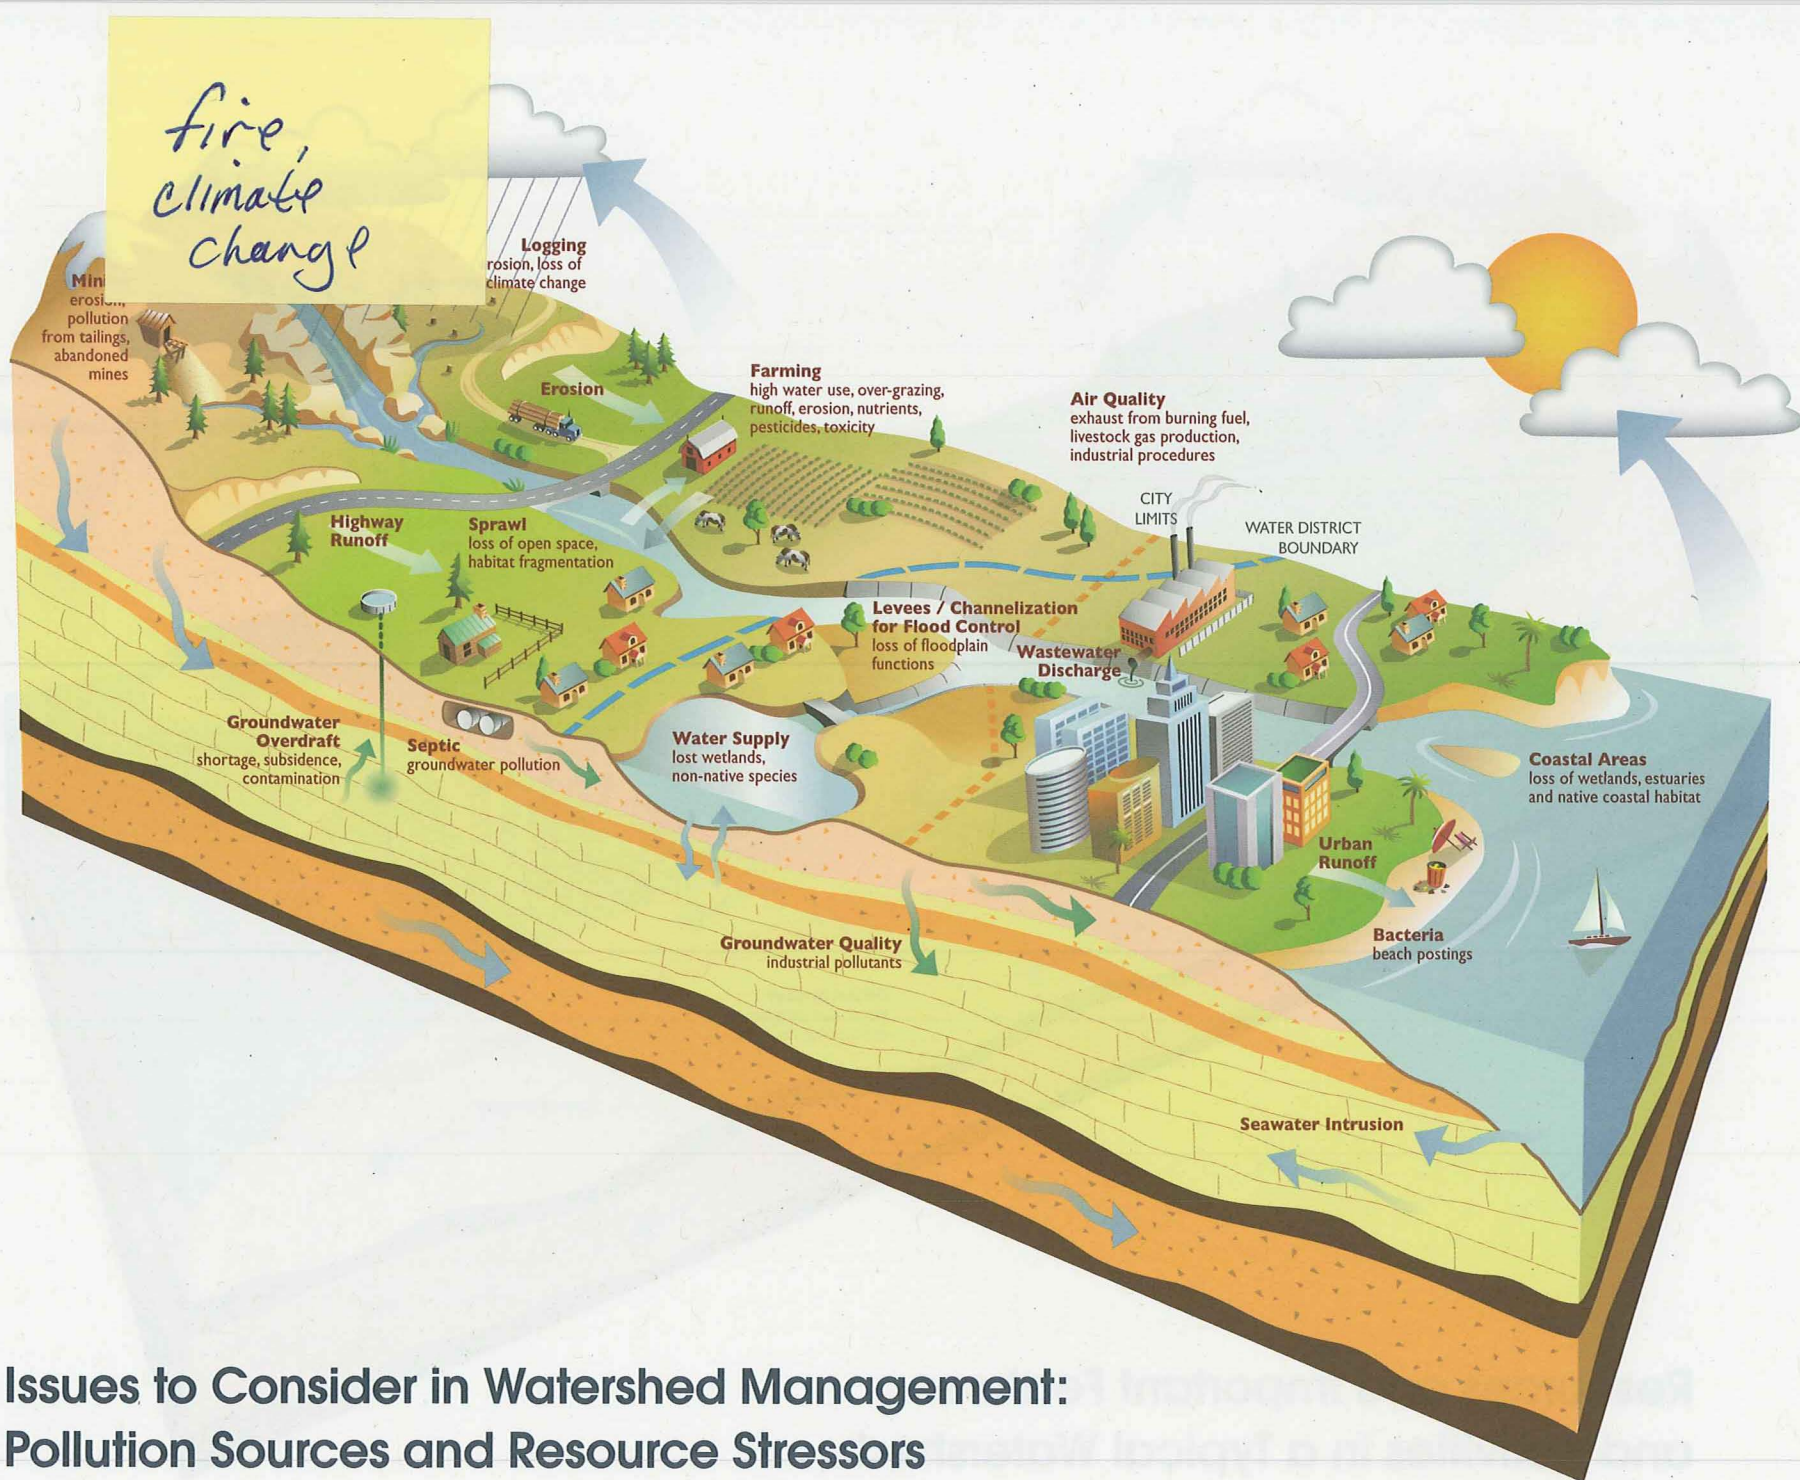 fire,
climate
change
Logging
rosion, loss of
climate change
Min
erosion,
pollution
from tailings,
abandoned
mines
Erosion
Farming
high water use, over-grazing,
runoff, erosion, nutrients,
pesticides, toxicity
Air Quality
exhaust from burning fuel,
livestock gas production,
industrial procedures
CITY
LIMITS
WATER DISTRICT
BOUNDARY
Highway
Runoff
Sprawl
loss of open space,
habitat fragmentation
Levees / Channelization
for Flood Control
loss of floodplain
functions
Wastewater
Discharge
Groundwater
Overdraft
shortage, subsidence,
contamination
Septic
groundwater pollution
Water Supply
lost wetlands,
non-native species
Coastal Areas
loss of wetlands, estuaries
and native coastal habitat
Urban
Runoff
Bacteria
beach postings
Groundwater Quality
industrial pollutants
Seawater Intrusion
Issues to Consider in Watershed Management:
Pollution Sources and Resource Stressors